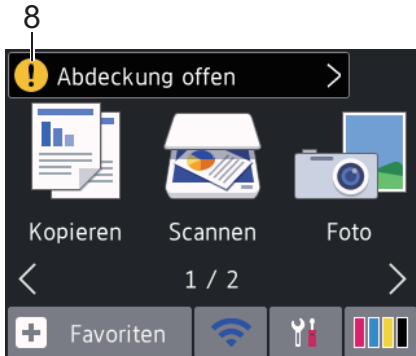 8
! Abdeckung offen >
Kopieren Scannen Foto
< 1 / 2 >
+ Favoriten